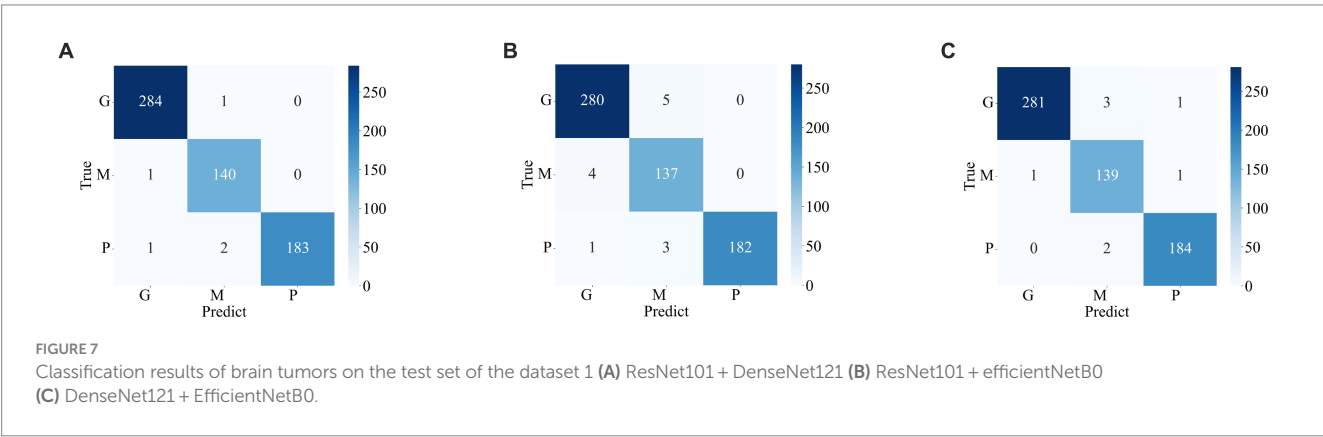 A
B
C
G
284
1
0
250
200
True
M
1
140
0
150
100
P
1
2
183
50
0
G
M
P
Predict
G
280
5
0
250
200
True
M
4
137
0
150
100
P
1
3
182
50
0
G
M
P
Predict
G
281
3
1
250
200
True
M
1
139
1
150
100
P
0
2
184
50
0
G
M
P
Predict
FIGURE 7
Classification results of brain tumors on the test set of the dataset 1 (A) ResNet101 + DenseNet121 (B) ResNet101 + efficientNetB0
(C) DenseNet121 + EfficientNetB0.